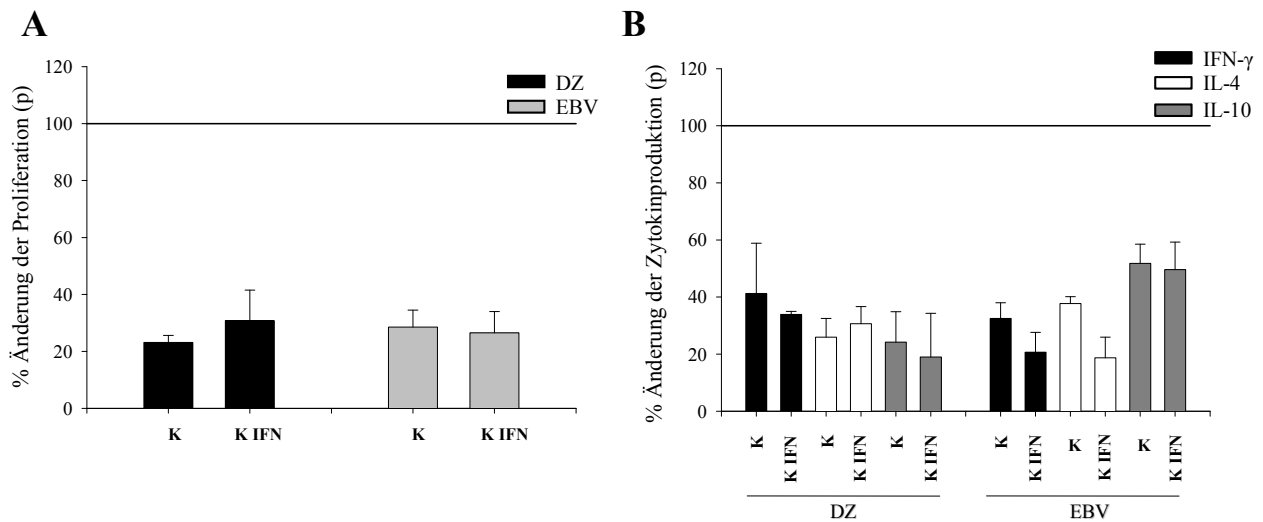 A
% Änderung der Proliferation (p)
120
100
80
60
40
20
0
DZ
EBV
K
K IFN
K
K IFN
B
% Änderung der Zytokinproduktion (p)
120
100
80
60
40
20
0
IFN-γ
IL-4
IL-10
K
K IFN
K
K IFN
K
K IFN
K
K IFN
K
K IFN
K
K IFN
DZ
EBV